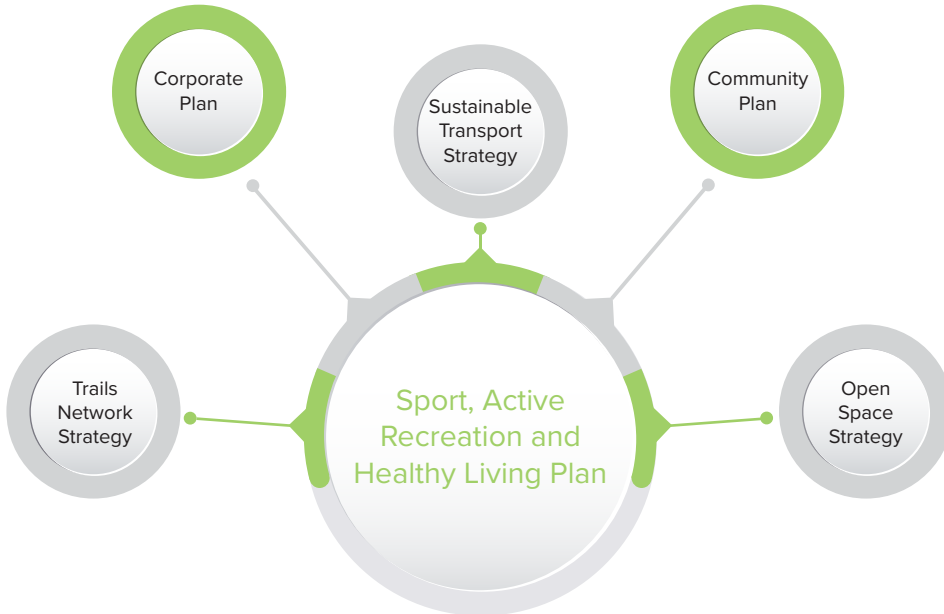 Corporate
Plan
Sustainable
Transport
Strategy
Community
Plan
Trails
Network
Strategy
Sport, Active
Recreation and
Healthy Living Plan
Open
Space
Strategy